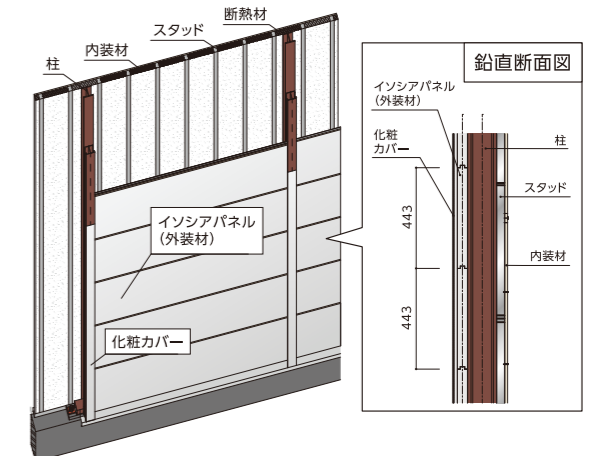 断熱材
スタッド
内装材
柱
イソシアパネル
(外装材)
化粧カバー
鉛直断面図
イソシアパネル
(外装材)
化粧
カバー
柱
スタッド
内装材
443
443